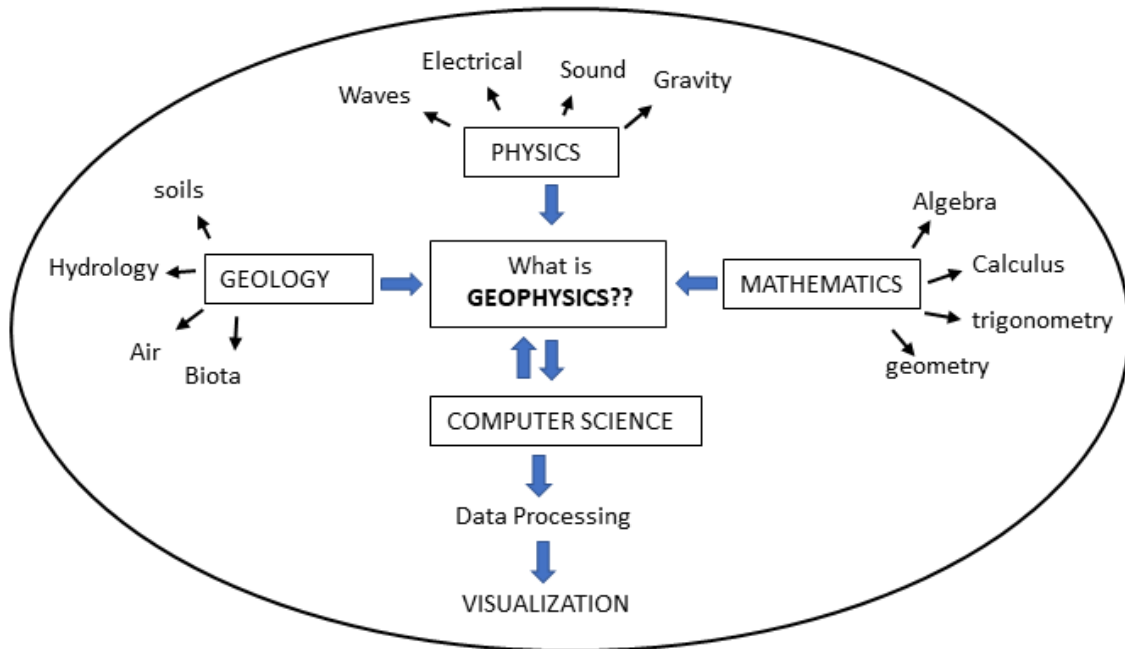 Electrical
Sound
Gravity
Waves
PHYSICS
soils
Hydrology
GEOLOGY
Air
Biota
What is
GEOPHYSICS??
Algebra
MATHEMATICS
Calculus
trigonometry
geometry
COMPUTER SCIENCE
Data Processing
VISUALIZATION